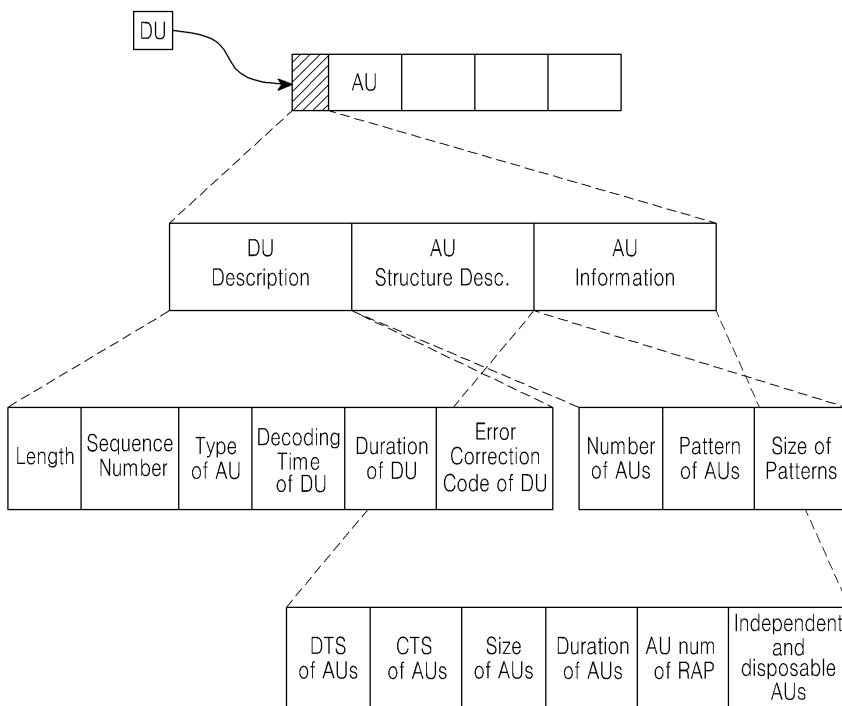 DU
AU
DU
Description
AU
Structure Desc.
AU
Information
Length
Sequence
Number
Type
of AU
Decoding
Time
of DU
Duration
of DU
Error
Correction
Code of DU
Number
of AUs
Pattern
of AUs
Size of
Patterns
DTS
of AUs
CTS
of AUs
Size
of AUs
Duration
of AUs
AU num
of RAP
Independent
and
disposable
AUs